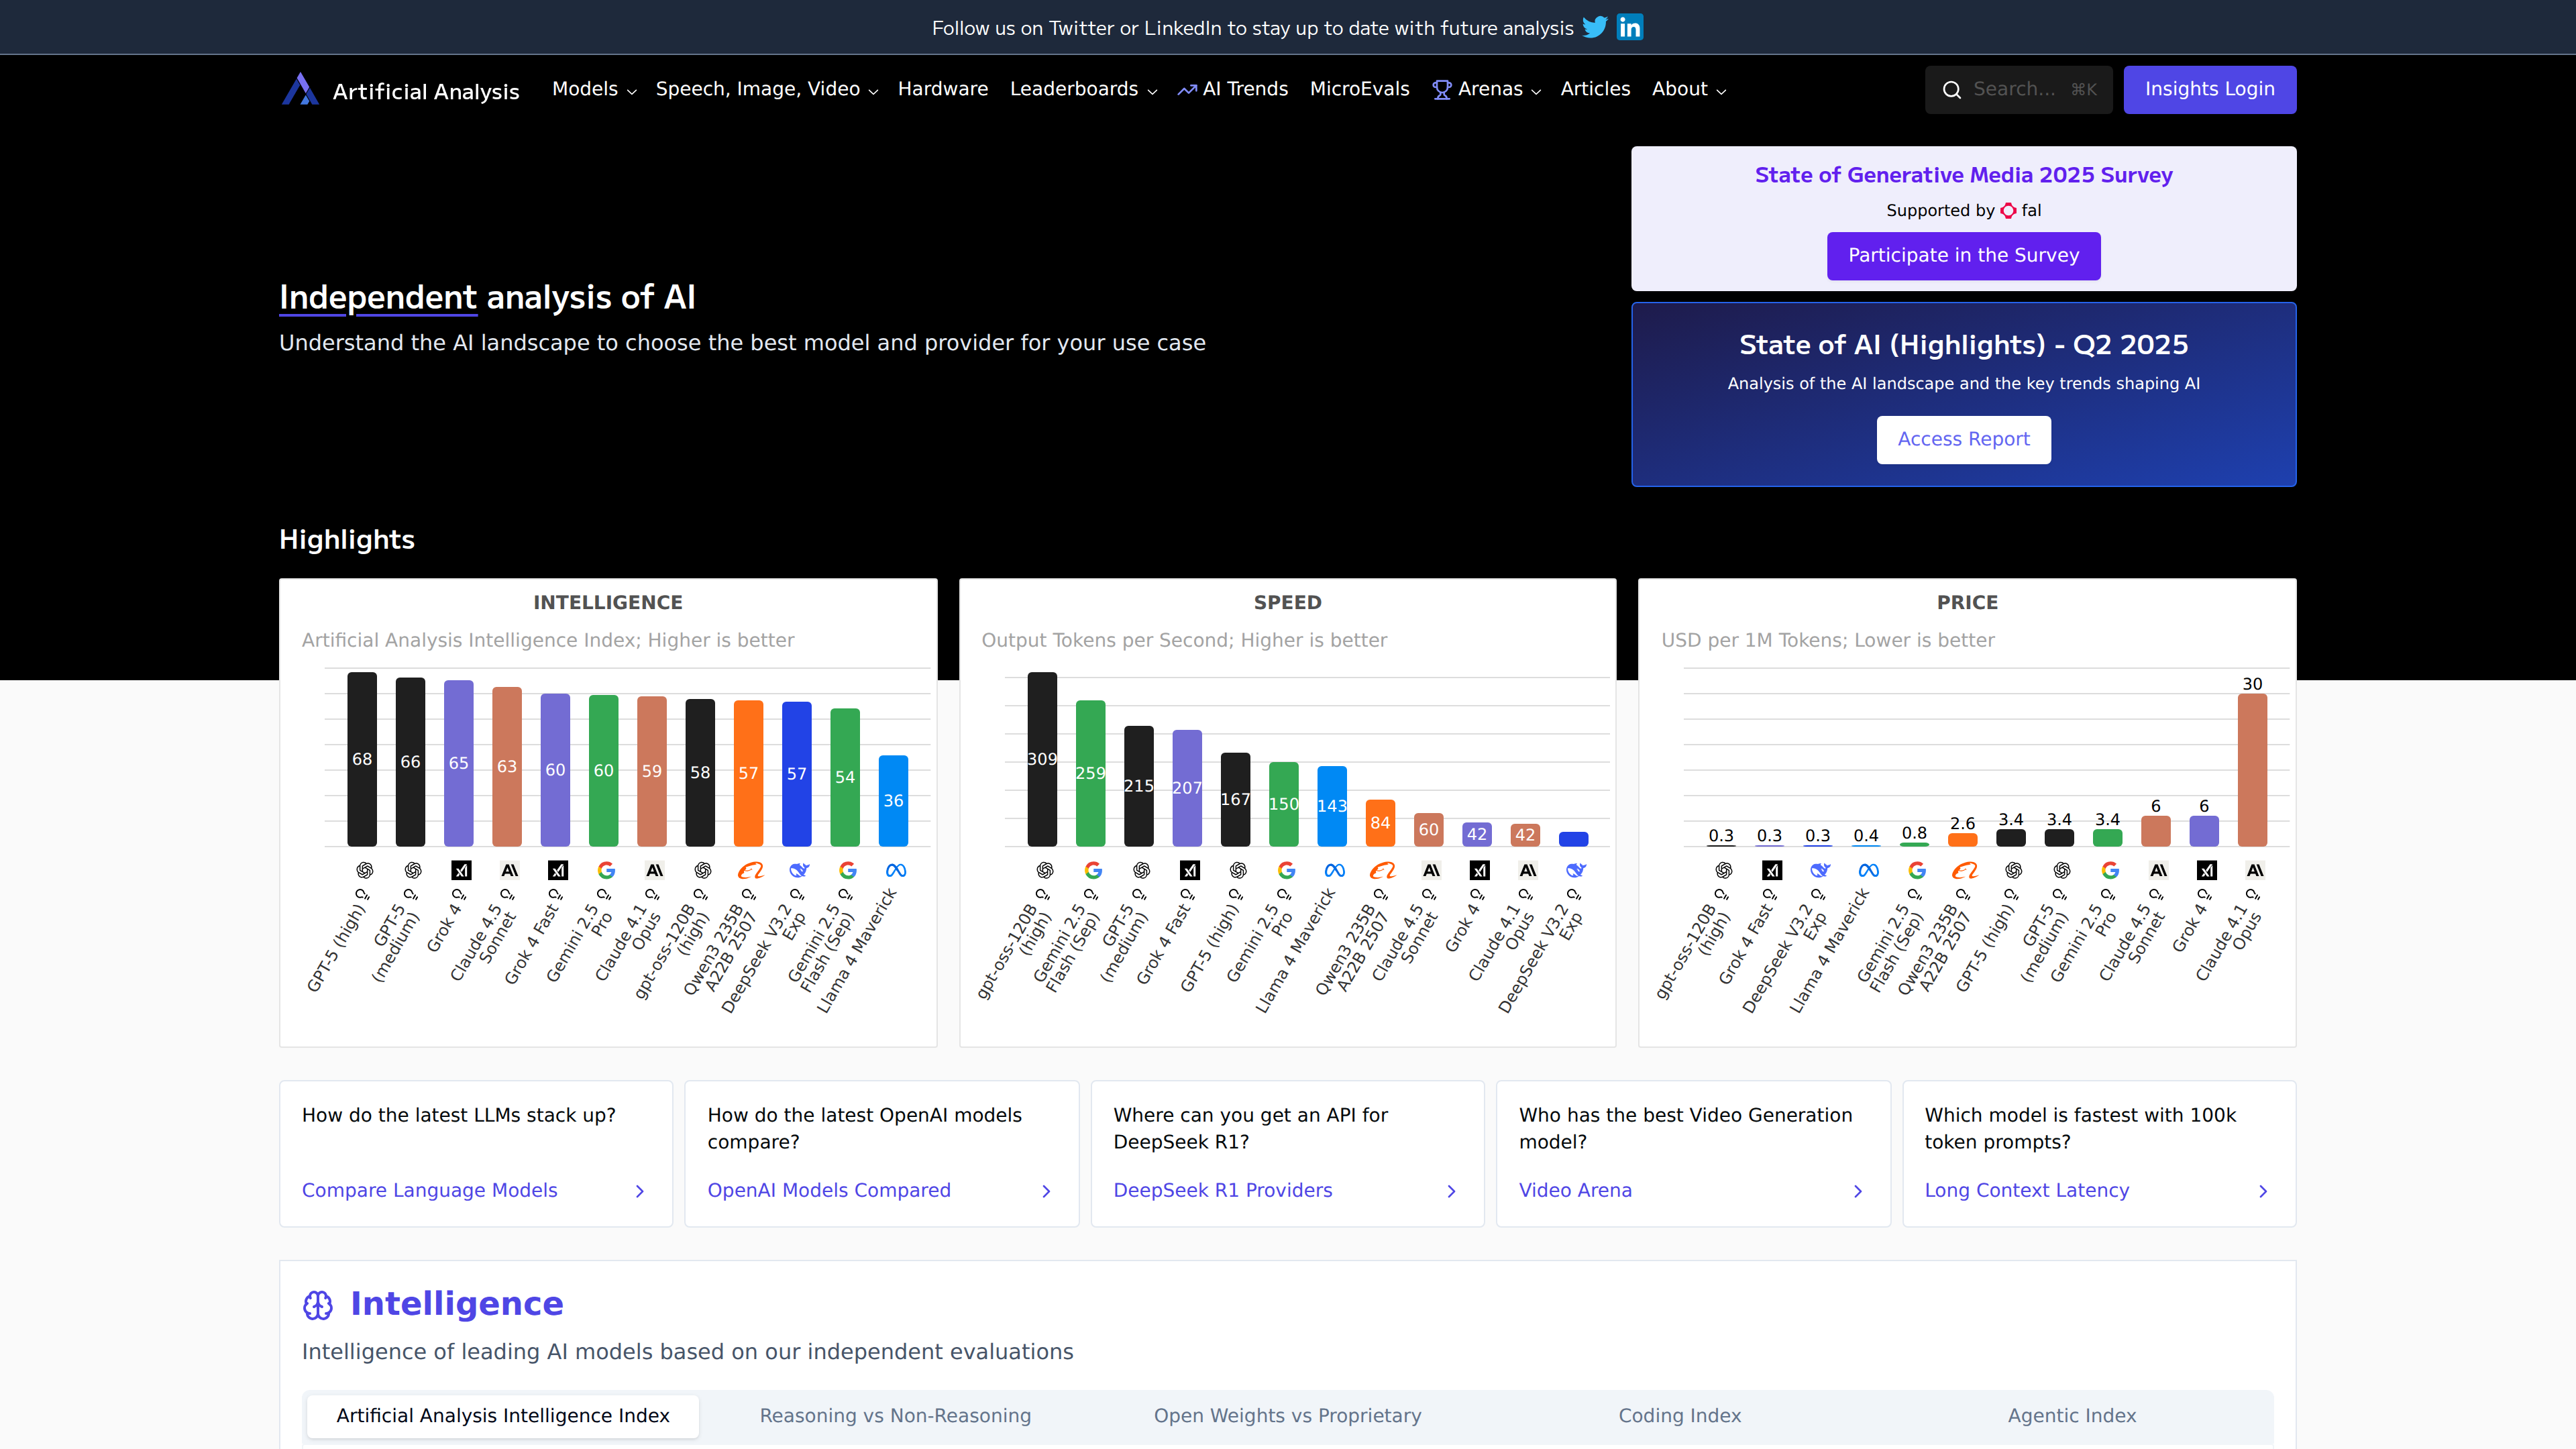 Follow us on Twitter or LinkedIn to stay up to date with future analysis
Artificial Analysis
Models
Speech, Image, Video
Hardware
Leaderboards
AI Trends
MicroEvals
Arenas
Articles
About
Search... ⌘K
Insights Login
State of Generative Media 2025 Survey
Supported by fal
Participate in the Survey
Independent analysis of AI
Understand the AI landscape to choose the best model and provider for your use case
State of AI (Highlights) - Q2 2025
Analysis of the AI landscape and the key trends shaping AI
Access Report
Highlights
INTELLIGENCE
Artificial Analysis Intelligence Index; Higher is better
68
66
65
63
60
60
59
58
57
57
54
36
GPT-5 (high)
GPT-5
(medium)
Grok 4
Claude 4.5
Sonnet
Grok 4 Fast
Gemini 2.5
Pro
Claude 4.1
Opus
gpt-oss-120B
(high)
Qwen3 235B
A22B 2507
DeepSeek V3.2
Exp
Gemini 2.5
Flash (Sep)
Llama 4 Maverick
SPEED
Output Tokens per Second; Higher is better
309
259
215
207
167
150
143
84
60
42
42
gpt-oss-120B
(high)
Gemini 2.5
Flash (Sep)
GPT-5
(medium)
Grok 4 Fast
GPT-5 (high)
Gemini 2.5
Pro
Llama 4 Maverick
Qwen3 235B
A22B 2507
Claude 4.5
Sonnet
Grok 4
Claude 4.1
Opus
DeepSeek V3.2
Exp
PRICE
USD per 1M Tokens; Lower is better
0.3
0.3
0.3
0.4
0.8
2.6
3.4
3.4
3.4
6
6
30
gpt-oss-120B
(high)
Grok 4 Fast
DeepSeek V3.2
Exp
Llama 4 Maverick
Gemini 2.5
Flash (Sep)
Qwen3 235B
A22B 2507
GPT-5 (high)
GPT-5
(medium)
Gemini 2.5
Pro
Claude 4.5
Sonnet
Grok 4
Claude 4.1
Opus
How do the latest LLMs stack up?
Compare Language Models
How do the latest OpenAI models
compare?
OpenAI Models Compared
Where can you get an API for
DeepSeek R1?
DeepSeek R1 Providers
Who has the best Video Generation
model?
Video Arena
Which model is fastest with 100k
token prompts?
Long Context Latency
Intelligence
Intelligence of leading AI models based on our independent evaluations
Artificial Analysis Intelligence Index
Reasoning vs Non-Reasoning
Open Weights vs Proprietary
Coding Index
Agentic Index